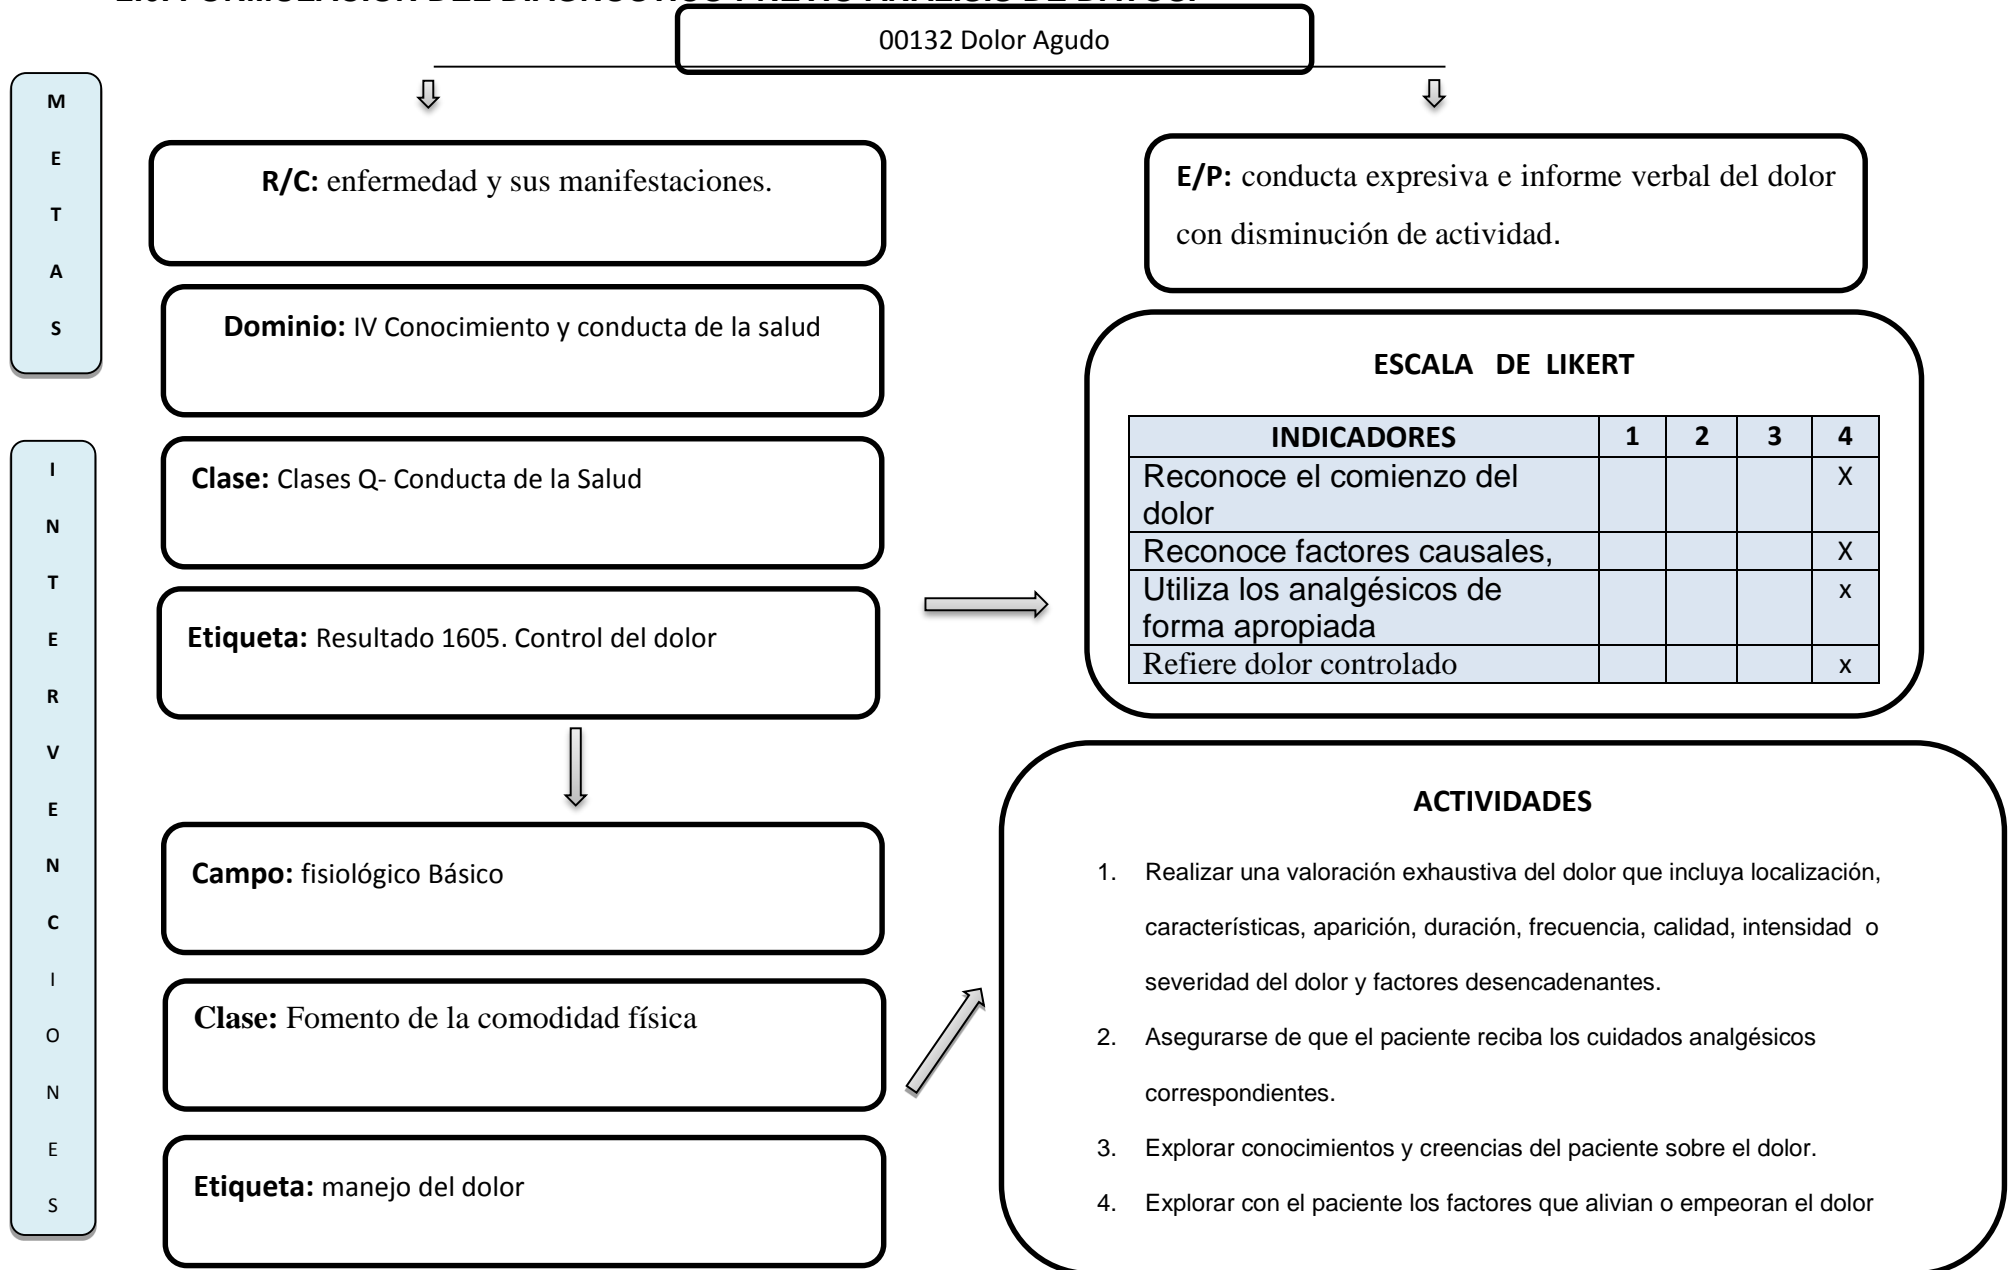 00132 Dolor Agudo
M
E
T
A
S
R/C: enfermedad y sus manifestaciones.
E/P: conducta expresiva e informe verbal del dolor
con disminución de actividad.
Dominio: IV Conocimiento y conducta de la salud
Clase: Clases Q- Conducta de la Salud
Etiqueta: Resultado 1605. Control del dolor
ESCALA DE LIKERT
INDICADORES 1 2 3 4
Reconoce el comienzo del X
dolor
Reconoce factores causales, X
Utiliza los analgésicos de x
forma apropiada
Refiere dolor controlado x
I
N
T
E
R
V
E
N
C
I
O
N
E
S
Campo: fisiológico Básico
Clase: Fomento de la comodidad física
Etiqueta: manejo del dolor
ACTIVIDADES
1. Realizar una valoración exhaustiva del dolor que incluya localización,
características, aparición, duración, frecuencia, calidad, intensidad o
severidad del dolor y factores desencadenantes.
2. Asegurarse de que el paciente reciba los cuidados analgésicos
correspondientes.
3. Explorar conocimientos y creencias del paciente sobre el dolor.
4. Explorar con el paciente los factores que alivian o empeoran el dolor